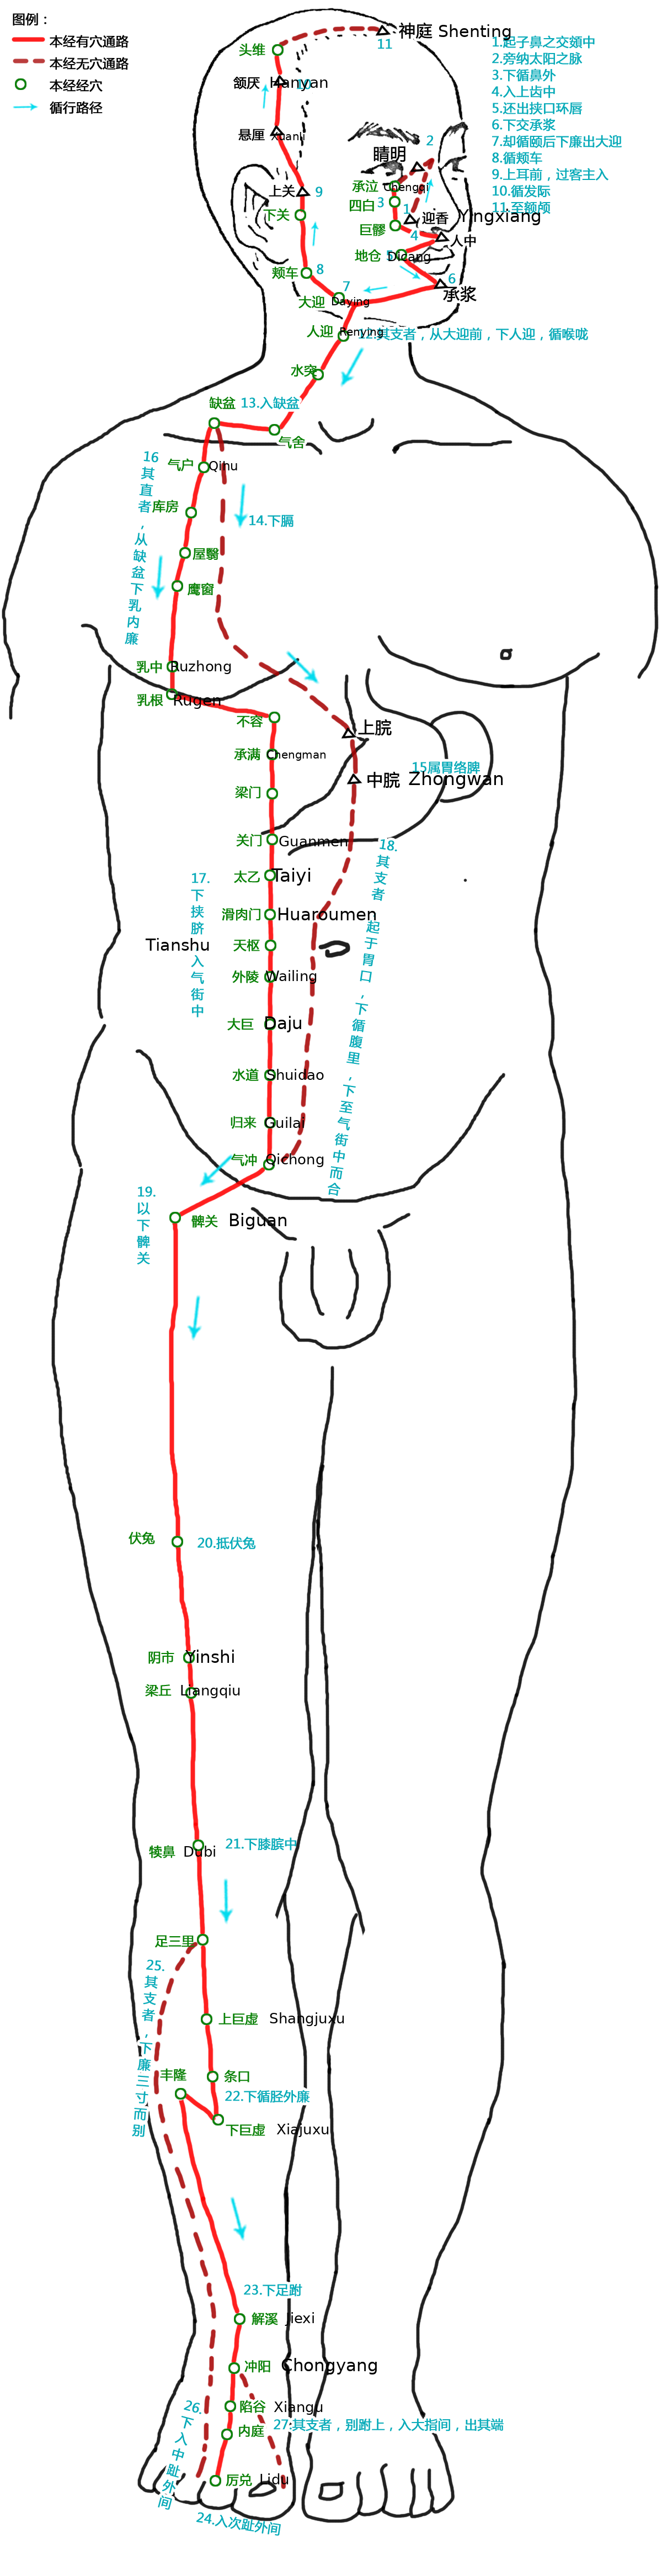 图例：
本经有穴通路
本经无穴通路
本经经穴
循行路径
神庭 Shenting
11
头维
颔厌 Hanyan
10
悬厘 Xuanli
1.起子鼻之交頞中
2.旁纳太阳之脉
3.下循鼻外
4.入上齿中
5.还出挟口环唇
6.下交承浆
7.却循颐后下廉出大迎
8.循颊车
9.上耳前，过客主入
10.循发际
11.至额颅
睛明
2
上关 9
承泣 Chengqi
四白 3
下关
1 迎香 Yingxiang
巨髎
4
人中
地仓 Dicang
5
颊车 8
6
承浆
7
大迎 Daying
人迎 Renying
12.其支者，从大迎前，下人迎，循喉咙
水突
缺盆 13.入缺盆
气舍
气户 Qihu
16其直者，从缺盆下乳内廉
库房
14.下膈
屋翳
鹰窗
乳中 Ruzhong
乳根 Rugen
不容
上脘
承满 Chengman
15属胃络脾
中脘 Zhongwan
梁门
关门 Guanmen
18.其支者 起于胃口，下循腹里，下至气街中而合
17.下挟脐 入气街中
太乙 Taiyi
滑肉门 Huaroumen
Tianshu 天枢
外陵 Wailing
大巨 Daju
水道 Shuidao
归来 Guilai
气冲 Qichong
19.以下髀关
髀关 Biguan
伏兔
20.抵伏兔
阴市 Yinshi
梁丘 Liangqiu
21.下膝膑中
犊鼻 Dubi
足三里
25.其支者，下廉三寸而别
上巨虚 Shangjuxu
丰隆
条口
22.下循胫外廉
下巨虚 Xiajuxu
23.下足跗
解溪 Jiexi
冲阳 Chongyang
陷谷 Xiangu
26.下入中趾外间
27.其支者，别跗上，入大指间，出其端
内庭
厉兑 Lidu
24.入次趾外间